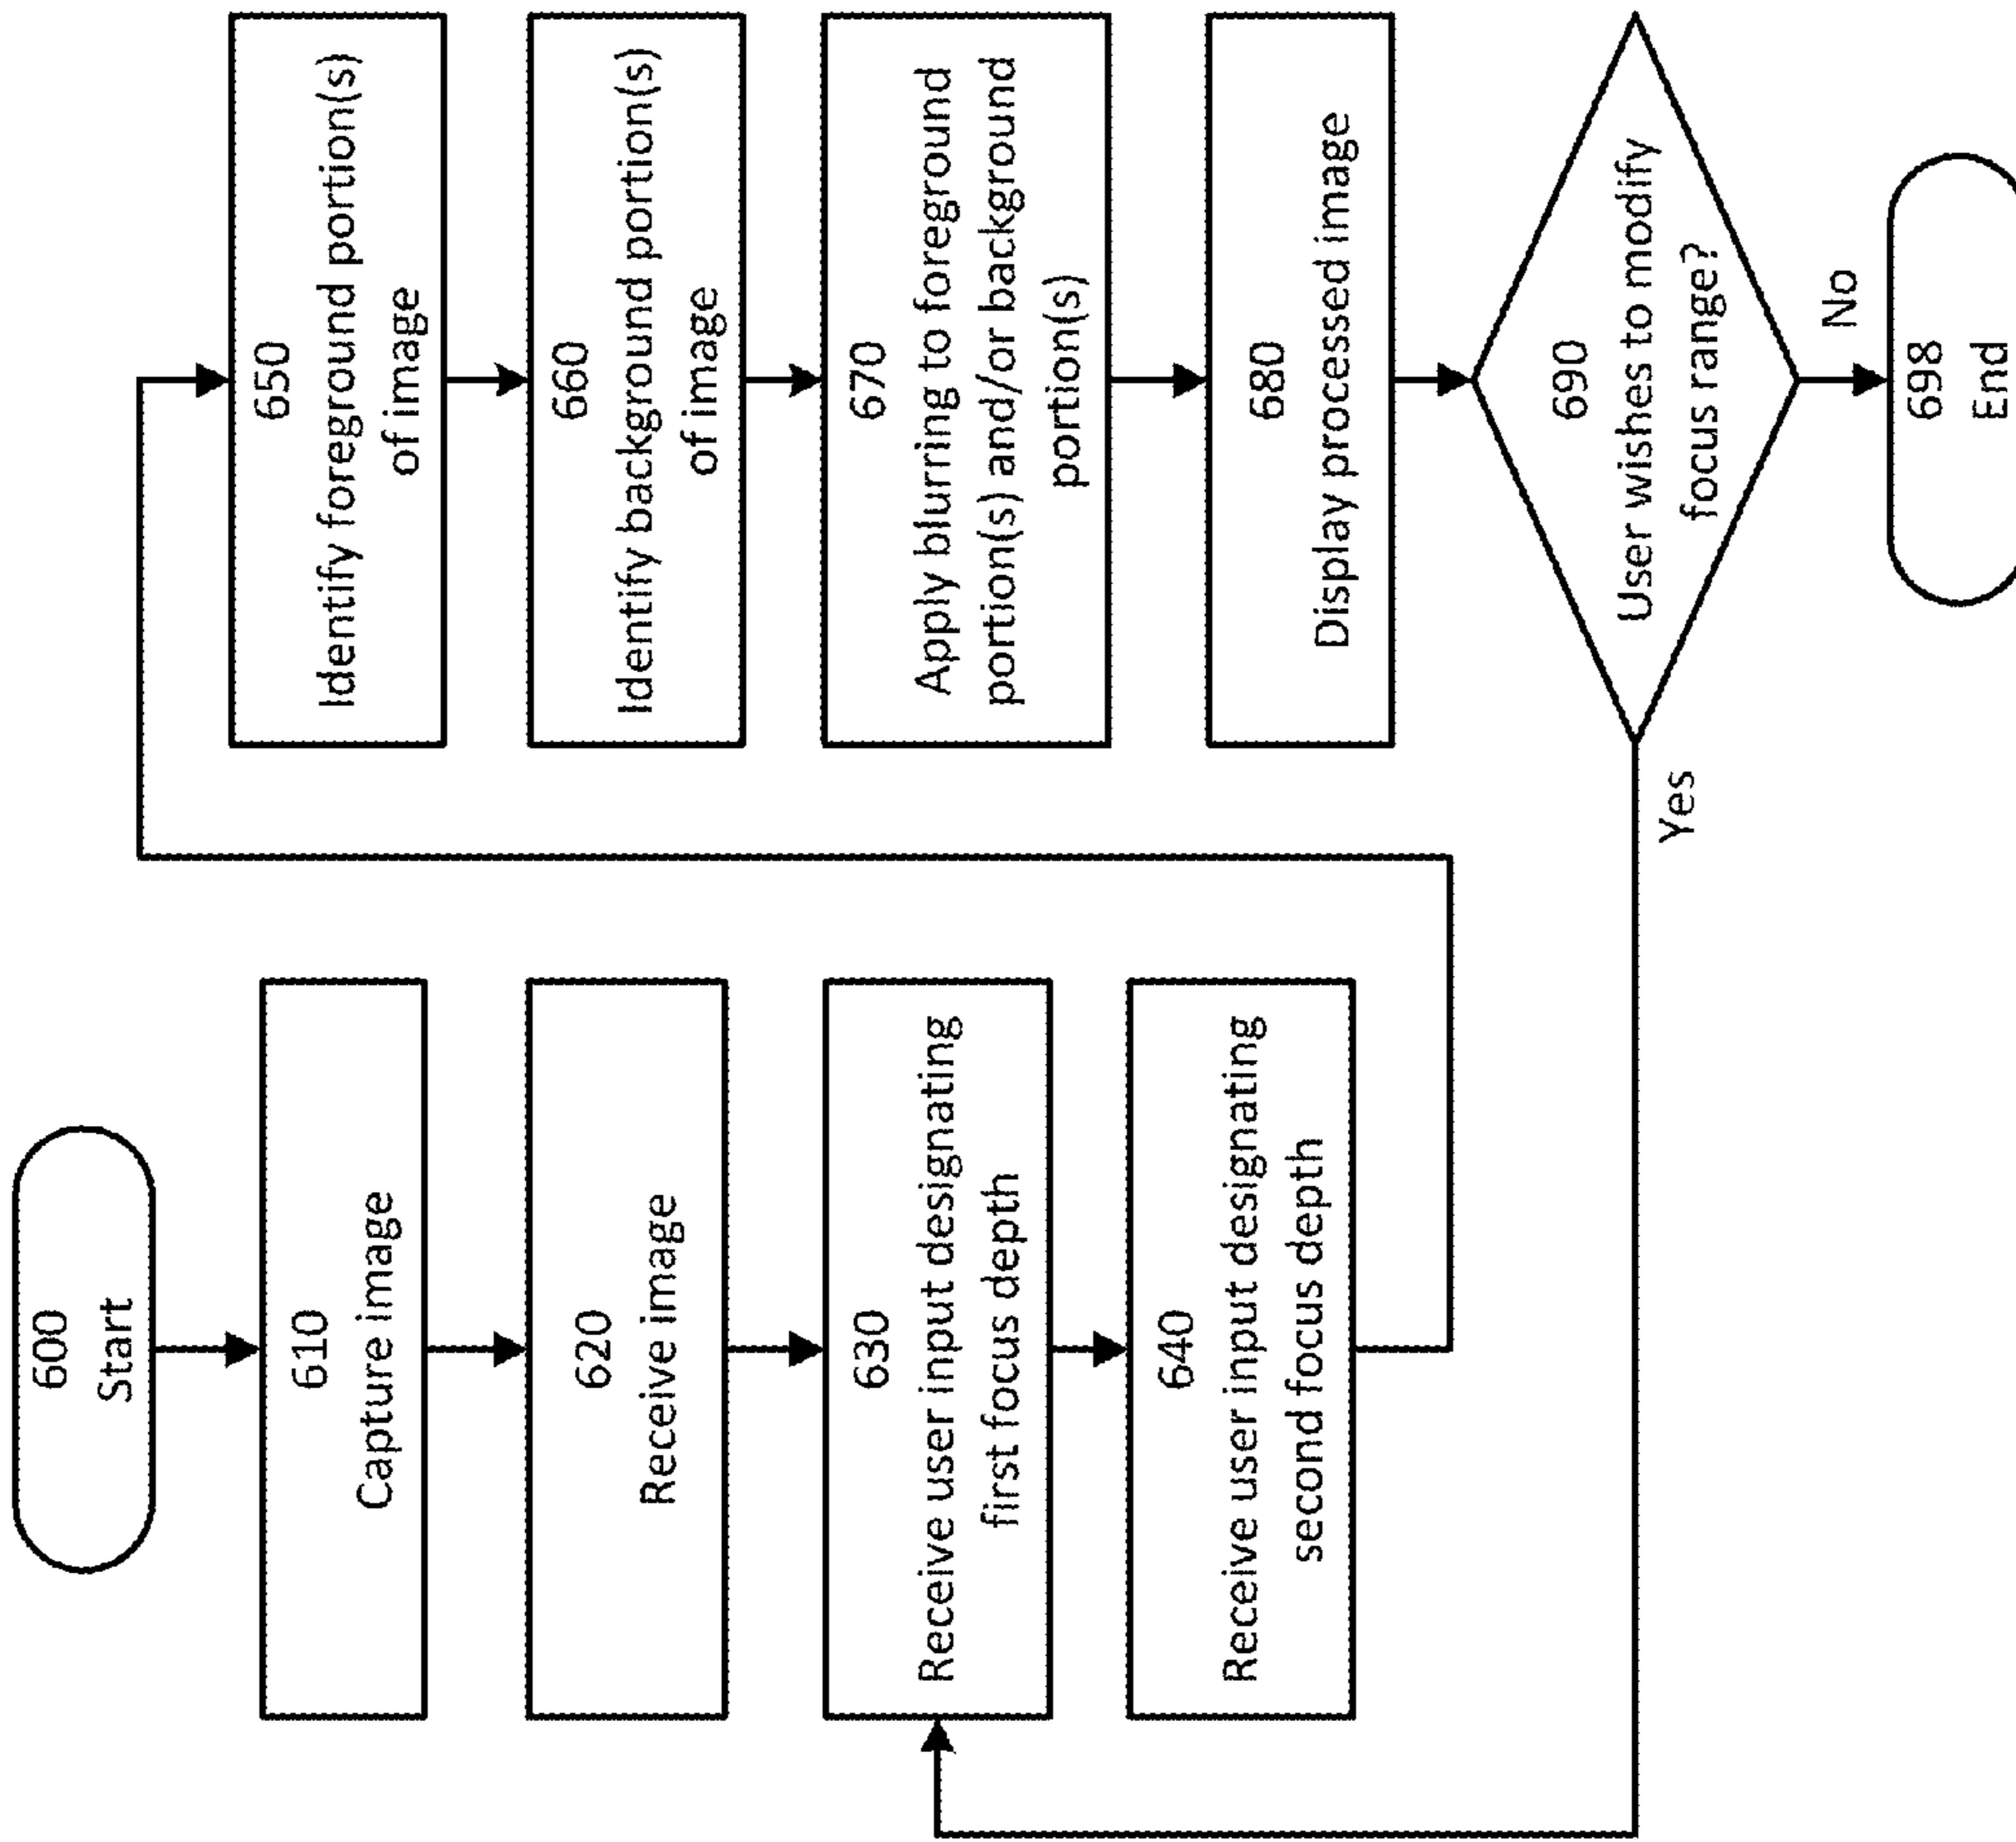 600
Start
610
Capture image
620
Receive image
630
Receive user input designating
first focus depth
640
Receive user input designating
second focus depth
650
Identify foreground portion(s)
of image
660
Identify background portion(s)
of image
670
Apply blurring to foreground
portion(s) and/or background
portion(s)
680
Display processed image
690
User wishes to modify
focus range?
Yes
No
698
End